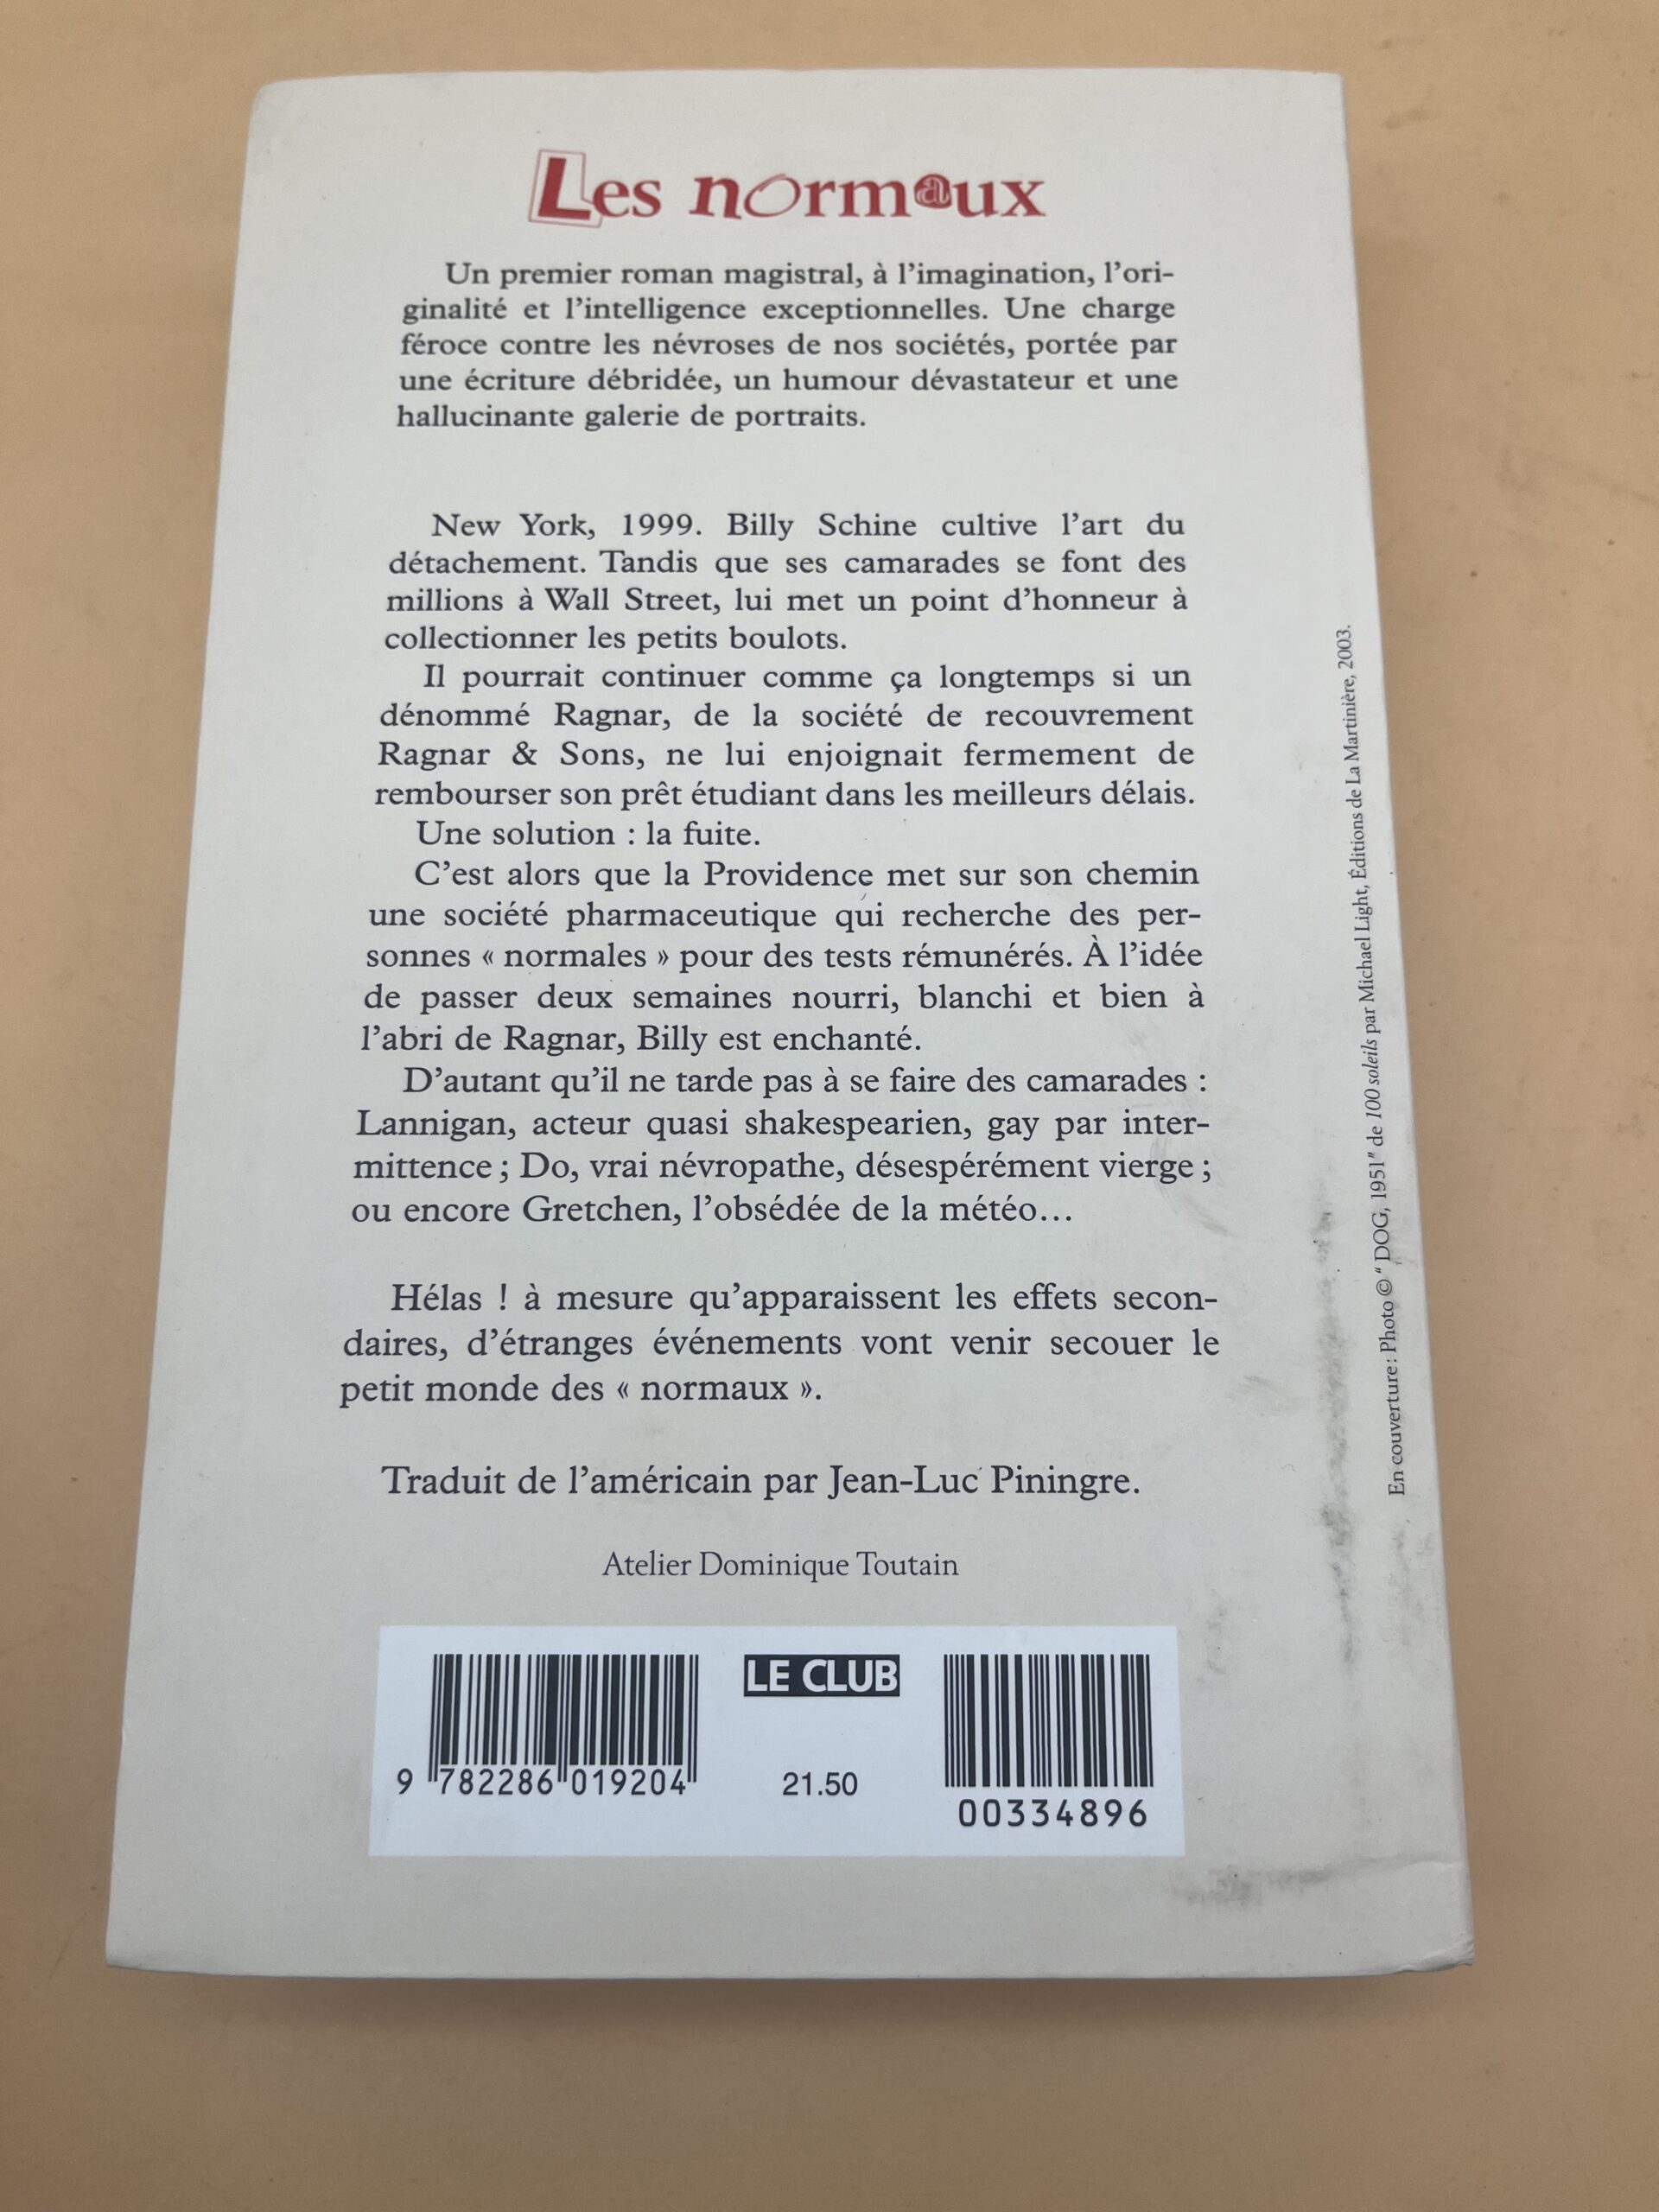 Les normaux
Un premier roman magistral, à l'imagination, l'ori-
ginalité et l'intelligence exceptionnelles. Une charge
féroce contre les névroses de nos sociétés, portée par
une écriture débridée, un humour dévastateur et une
hallucinante galerie de portraits.
New York, 1999. Billy Schine cultive l'art du
détachement. Tandis que ses camarades se font des
millions à Wall Street, lui met un point d'honneur à
collectionner les petits boulots.
Il pourrait continuer comme ça longtemps si un
dénommé Ragnar, de la société de recouvrement
Ragnar & Sons, ne lui enjoignait fermement de
rembourser son prêt étudiant dans les meilleurs délais.
Une solution : la fuite.
C'est alors que la Providence met sur son chemin
une société pharmaceutique qui recherche des per-
sonnes « normales » pour des tests rémunérés. À l'idée
de passer deux semaines nourri, blanchi et bien à
l'abri de Ragnar, Billy est enchanté.
D'autant qu'il ne tarde pas à se faire des camarades :
Lannigan, acteur quasi shakespearien, gay par inter-
mittence ; Do, vrai névropathe, désespérément vierge ;
ou encore Gretchen, l'obsédée de la météo...
Hélas ! à mesure qu'apparaissent les effets secon-
daires, d'étranges événements vont venir secouer le
petit monde des « normaux ».
Traduit de l'américain par Jean-Luc Piningre.
Atelier Dominique Toutain
LE CLUB
9 782286 019204
21.50
00334896
En couverture : Photo © " DOG, 1951" de 100 soleils par Michael Light, Éditions de La Martinière, 2003.